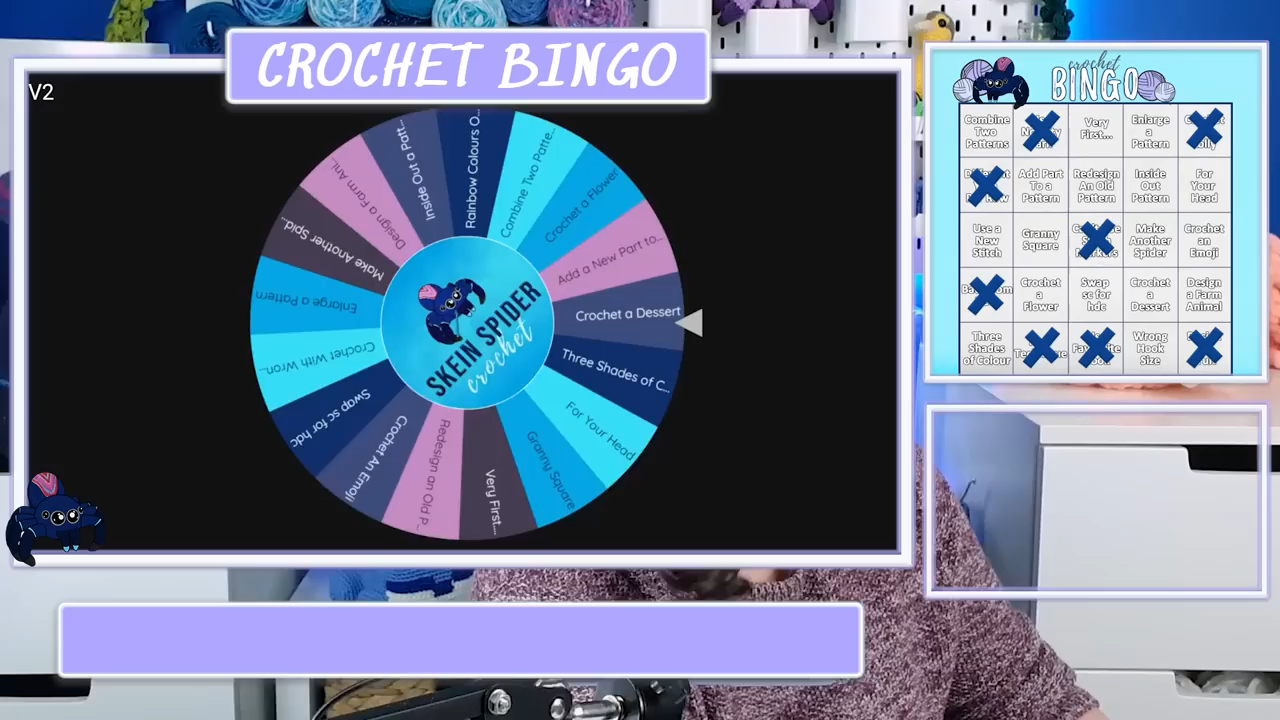 CROCHET BINGO
V2
Rainbow Colours O...
Combine Two Patte...
Crochet a Flower
Add a New Part to...
Crochet a Dessert
Three Shades of C...
For Your Head
Granny Square
Very First...
Redesign an Old P...
Crochet An Emoji
Swap sc for hdc
Crochet With Wron...
Enlarge a Pattern
Make Another Spid...
Design a Farm Ani...
Inside Out a Patt...
SKEIN SPIDER
crochet
crochet
BINGO
Combine
Two
Patterns
Very
First...
Enlarge
a
Pattern
Add Part
To a
Pattern
Redesign
An Old
Pattern
Inside
Out
Pattern
For
Your
Head
Use a
New
Stitch
Granny
Square
Make
Another
Spider
Crochet
an
Emoji
Crochet
a
Flower
Swap
sc for
hdc
Crochet
a
Dessert
Design
a Farm
Animal
Three
Shades
of Colour
Wrong
Hook
Size